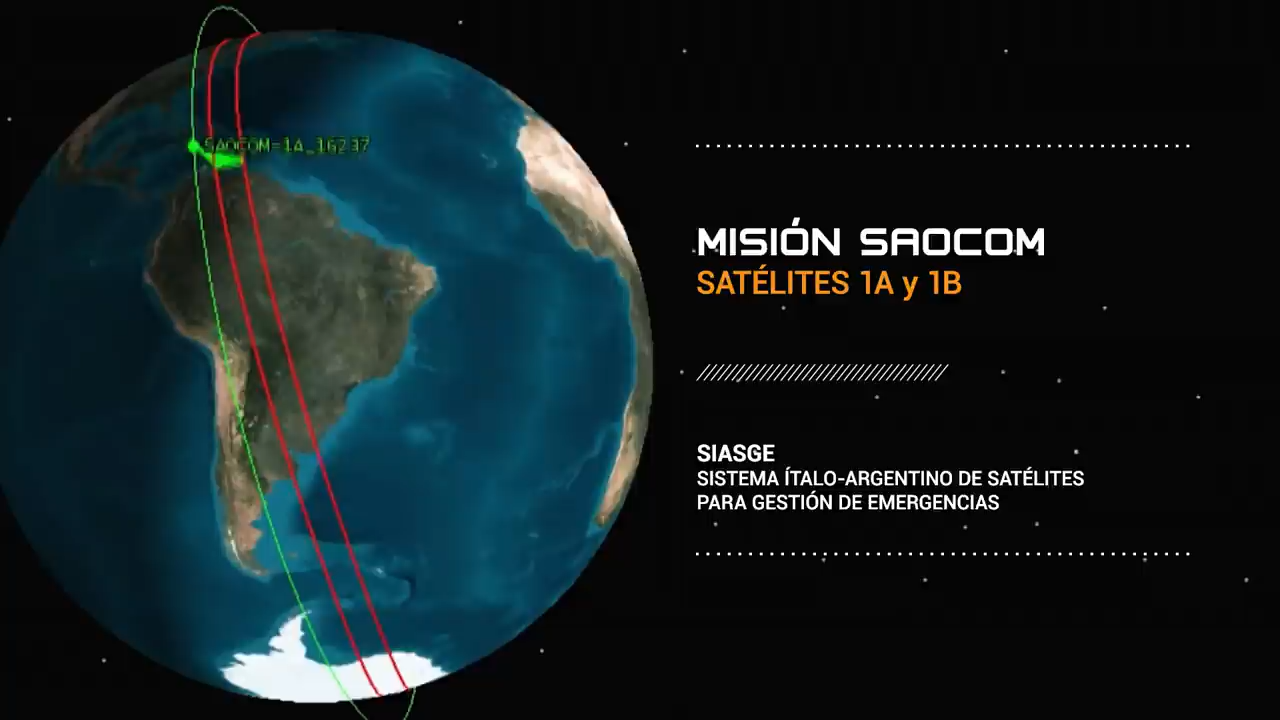 SAOCOM-1A_16237
MISIÓN SAOCOM
SATÉLITES 1A y 1B
SIASGE
SISTEMA ÍTALO-ARGENTINO DE SATÉLITES
PARA GESTIÓN DE EMERGENCIAS